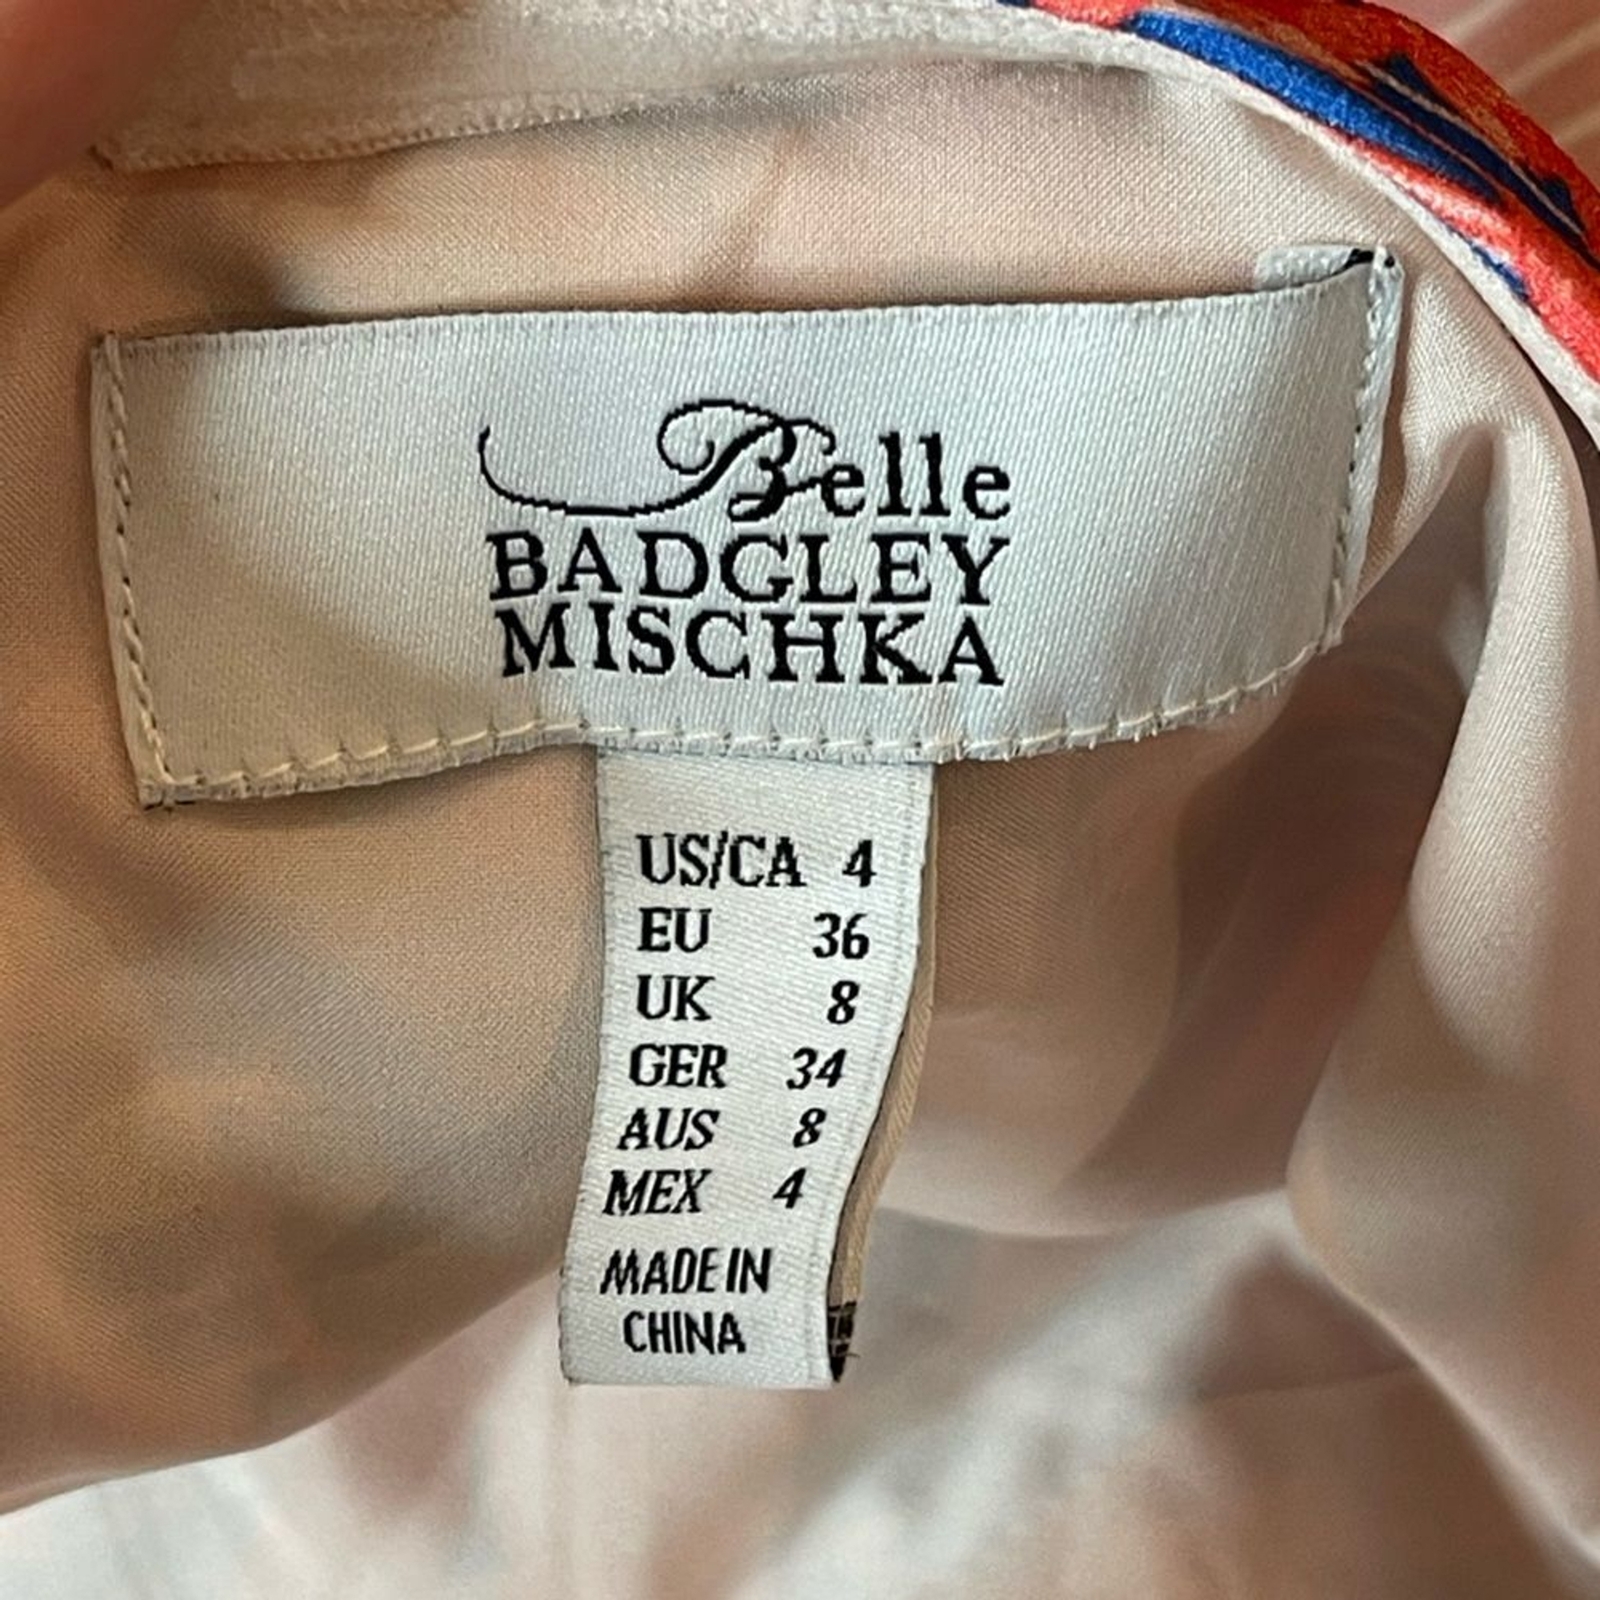 Belle
BADGLEY
MISCHKA
US/CA 4
EU 36
UK 8
GER 34
AUS 8
MEX 4
MADE IN
CHINA